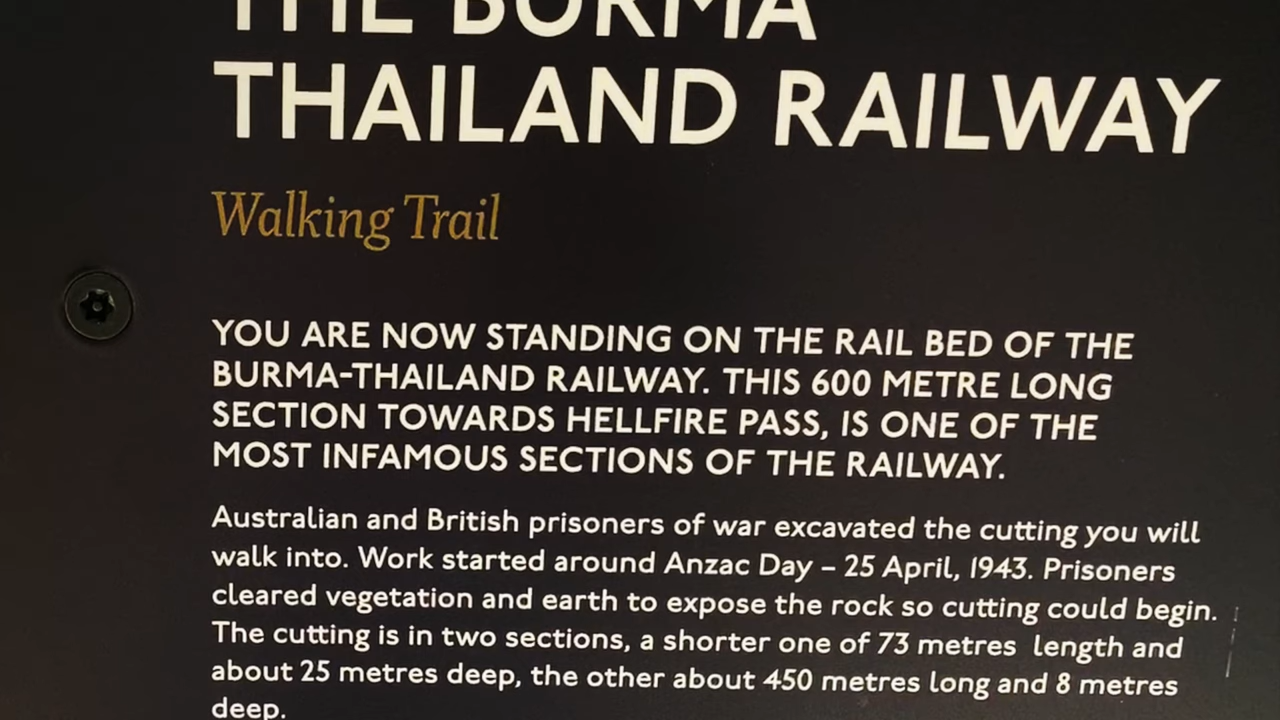 THE BURMA
THAILAND RAILWAY
Walking Trail
YOU ARE NOW STANDING ON THE RAIL BED OF THE
BURMA-THAILAND RAILWAY. THIS 600 METRE LONG
SECTION TOWARDS HELLFIRE PASS, IS ONE OF THE
MOST INFAMOUS SECTIONS OF THE RAILWAY.
Australian and British prisoners of war excavated the cutting you will
walk into. Work started around Anzac Day – 25 April, 1943. Prisoners
cleared vegetation and earth to expose the rock so cutting could begin.
The cutting is in two sections, a shorter one of 73 metres length and
about 25 metres deep, the other about 450 metres long and 8 metres
deep.